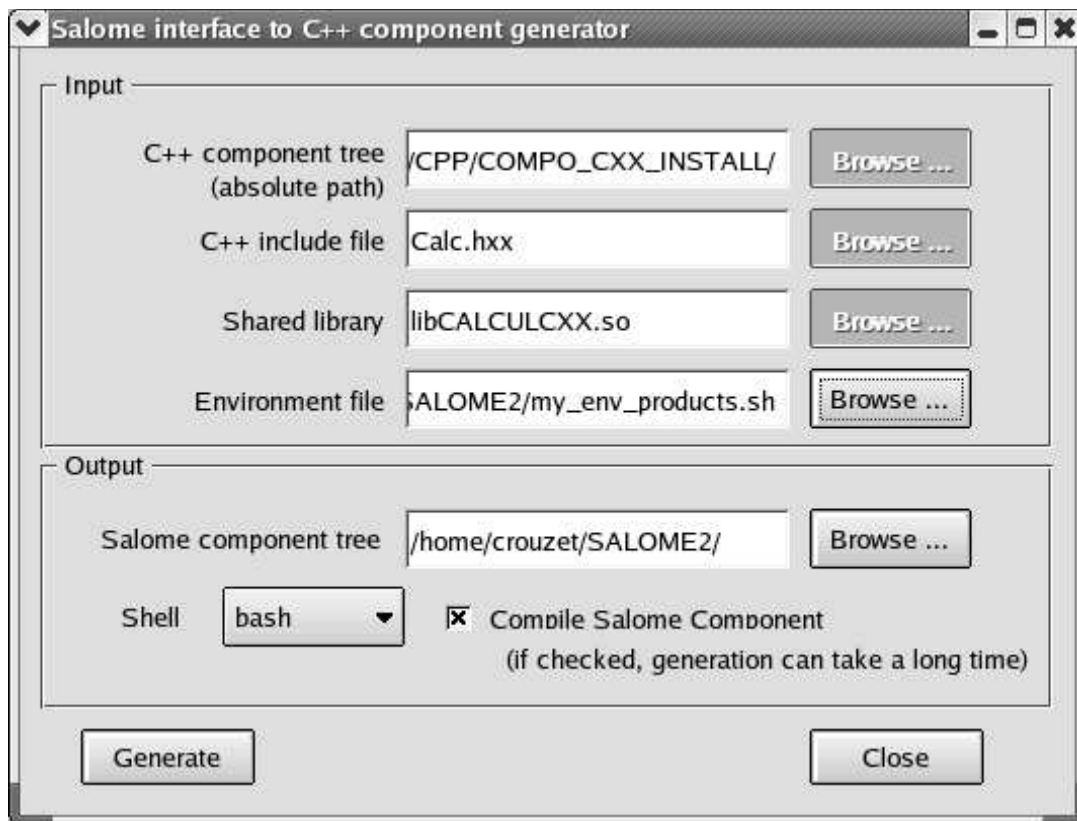 Salome interface to C++ component generator
Input
C++ component tree /CPP/COMPO_CXX_INSTALL/ Browse ...
(absolute path)
C++ include file Calc.hxx Browse ...
Shared library libCALCULCXX.so Browse ...
Environment file SALOME2/my_env_products.sh Browse ...
Output
Salome component tree /home/crouzet/SALOME2/ Browse ...
Shell bash Compile Salome Component
(if checked, generation can take a long time)
Generate Close